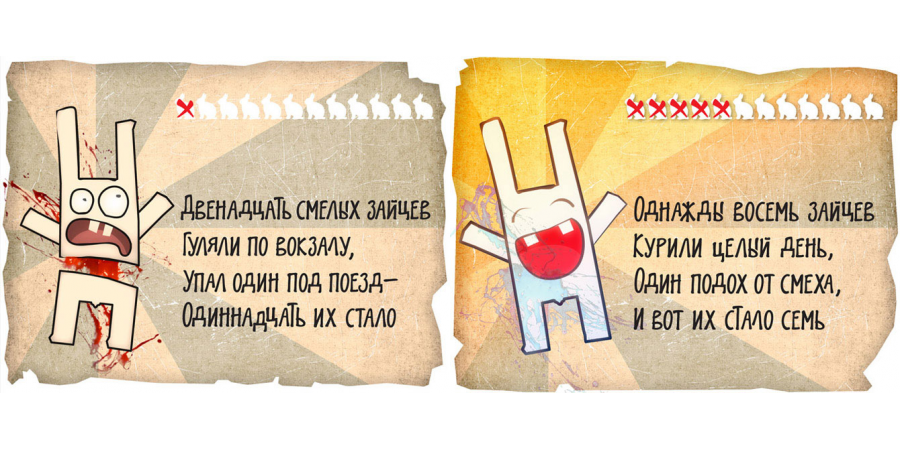 Двенадцать смелых зайцев
Гуляли по вокзалу,
Упал один под поезд–
Одиннадцать их стало
Однажды восемь зайцев
Курили целый день,
Один подох от смеха,
И вот их стало семь